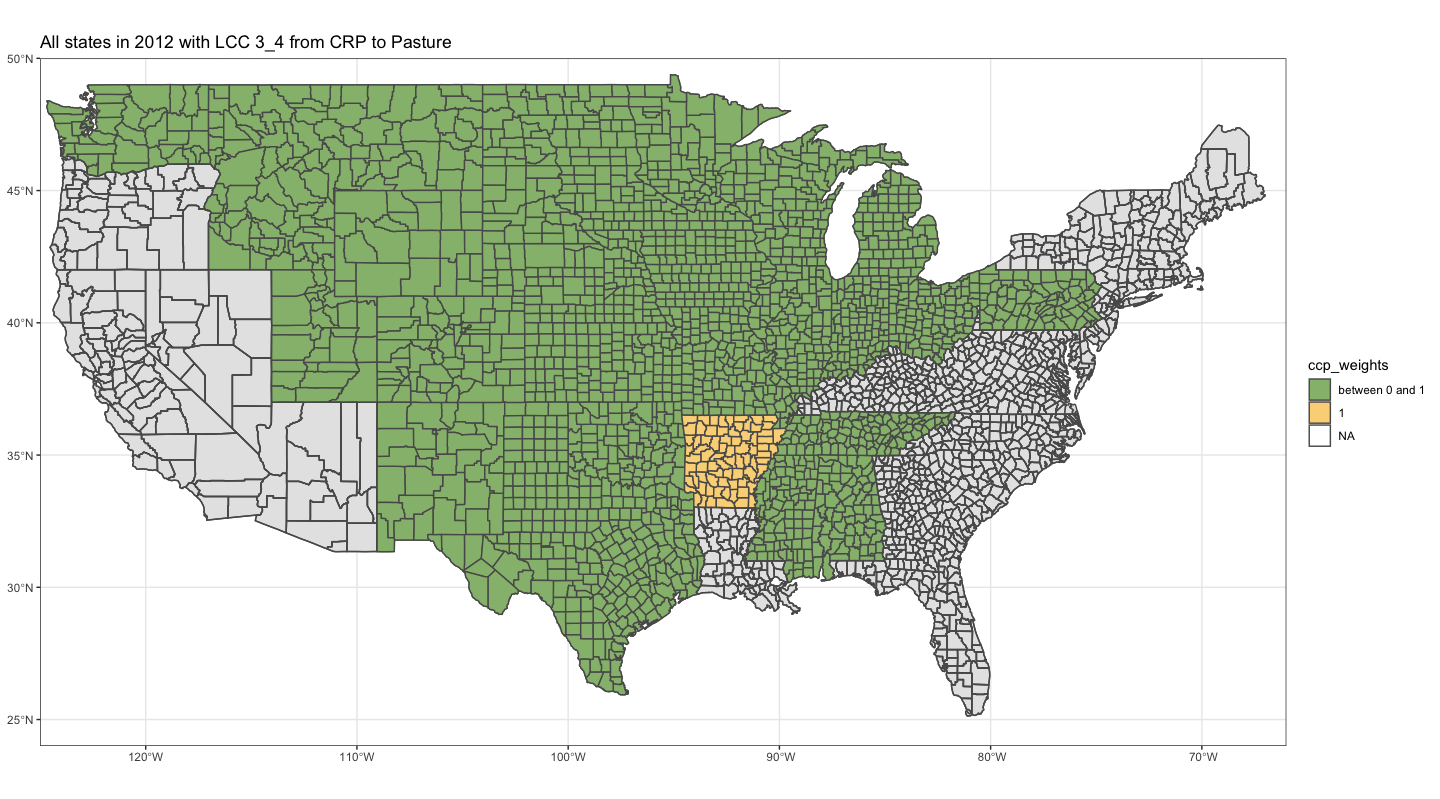 All states in 2012 with LCC 3_4 from CRP to Pasture
50°N
45°N
40°N
35°N
30°N
25°N
120°W
110°W
100°W
90°W
80°W
70°W
ccp_weights
between 0 and 1
1
NA